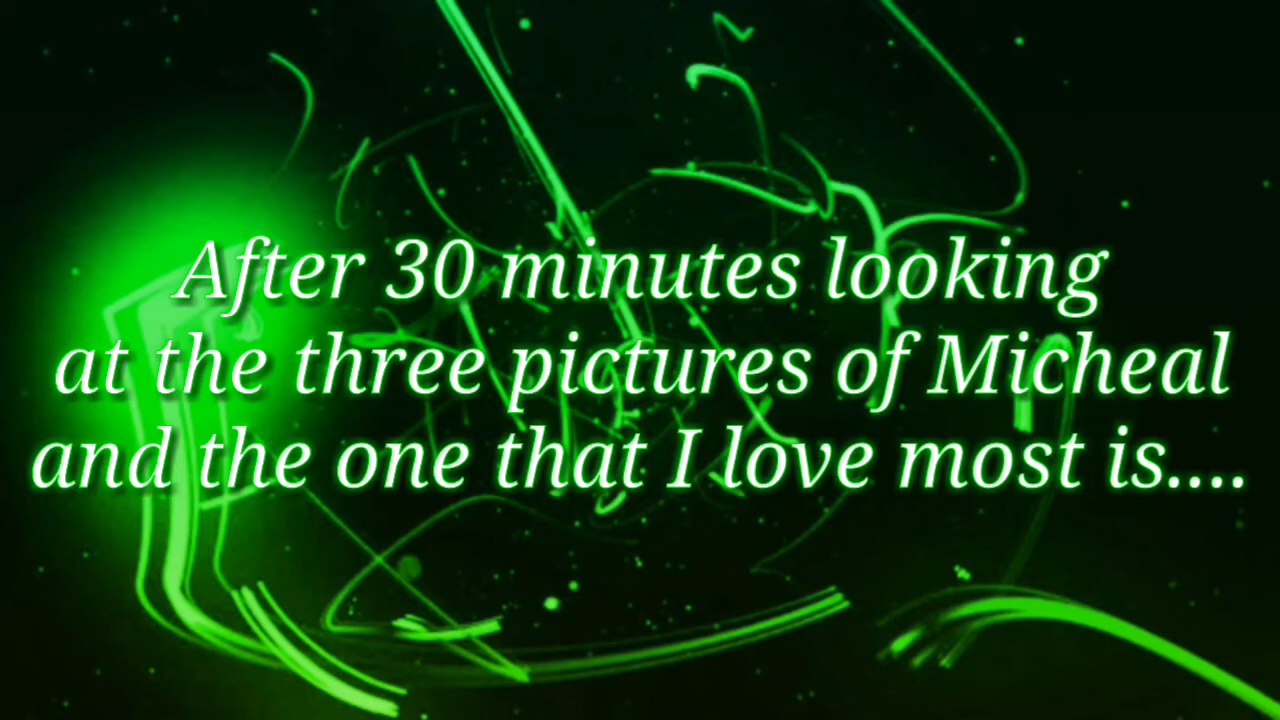 After 30 minutes looking
at the three pictures of Micheal
and the one that I love most is....